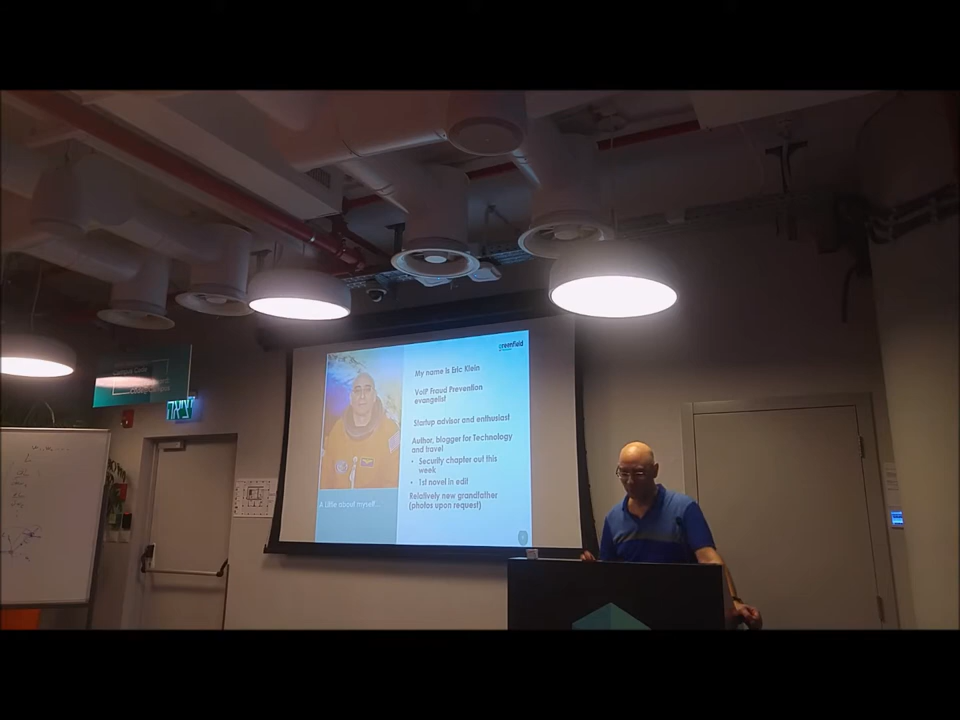 greenfield
My name is Eric Klein
VoIP Fraud Prevention
evangelist
Startup advisor and enthusiast
Author, blogger for Technology
and travel
• Security chapter out this
week
• 1st novel in edit
Relatively new grandfather
(photos upon request)
A little about myself...
יציאה